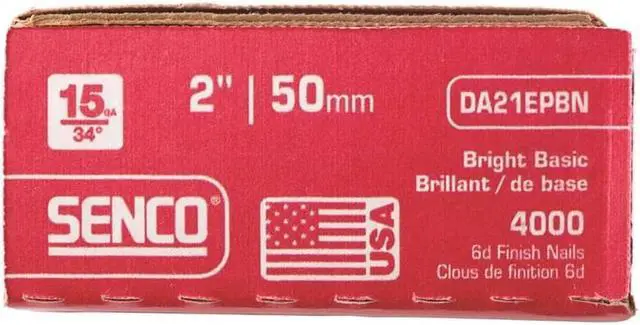 15GA
34°
2" | 50mm
DA21EPBN
Bright Basic
Brillant / de base
SENCO®
USA
4000
6d Finish Nails
Clous de finition 6d